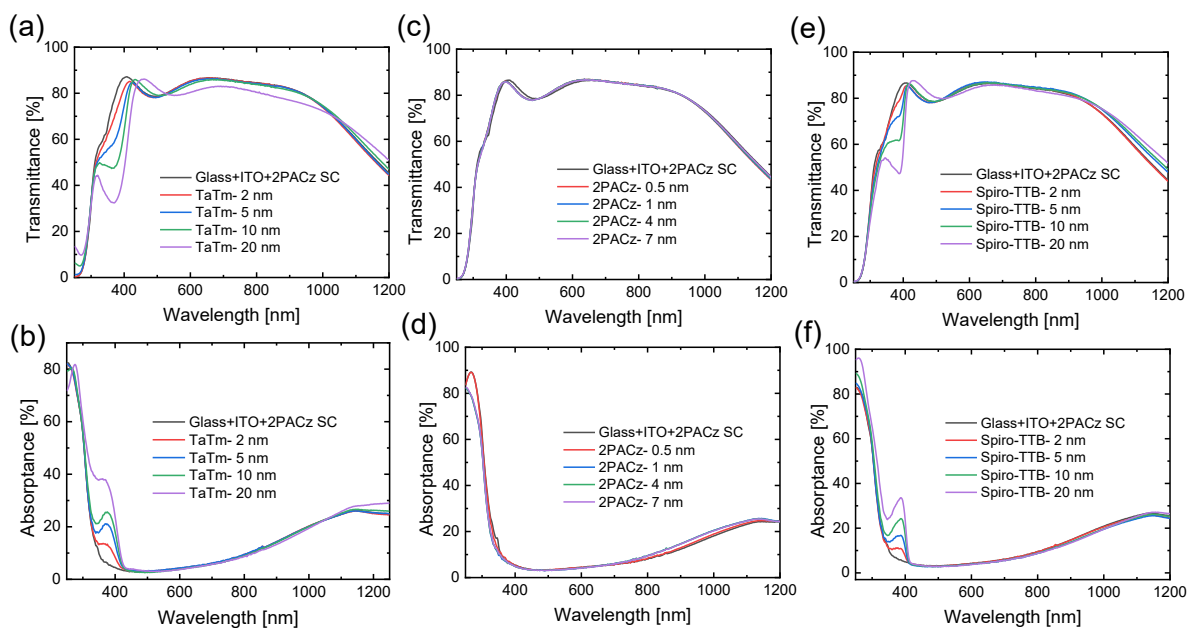 (a)
Transmittance [%]
100
80
60
40
20
0
Glass+ITO+2PACz SC
TaTm- 2 nm
TaTm- 5 nm
TaTm- 10 nm
TaTm- 20 nm
400 600 800 1000 1200
Wavelength [nm]
(c)
Transmittance [%]
100
80
60
40
20
0
Glass+ITO+2PACz SC
2PACz- 0.5 nm
2PACz- 1 nm
2PACz- 4 nm
2PACz- 7 nm
400 600 800 1000 1200
Wavelength [nm]
(e)
Transmittance [%]
100
80
60
40
20
0
Glass+ITO+2PACz SC
Spiro-TTB- 2 nm
Spiro-TTB- 5 nm
Spiro-TTB- 10 nm
Spiro-TTB- 20 nm
400 600 800 1000 1200
Wavelength [nm]
(b)
Absorptance [%]
80
60
40
20
0
Glass+ITO+2PACz SC
TaTm- 2 nm
TaTm- 5 nm
TaTm- 10 nm
TaTm- 20 nm
400 600 800 1000 1200
Wavelength [nm]
(d)
Absorptance [%]
100
80
60
40
20
0
Glass+ITO+2PACz SC
2PACz- 0.5 nm
2PACz- 1 nm
2PACz- 4 nm
2PACz- 7 nm
400 600 800 1000 1200
Wavelength [nm]
(f)
Absorptance [%]
100
80
60
40
20
0
Glass+ITO+2PACz SC
Spiro-TTB- 2 nm
Spiro-TTB- 5 nm
Spiro-TTB- 10 nm
Spiro-TTB- 20 nm
400 600 800 1000 1200
Wavelength [nm]